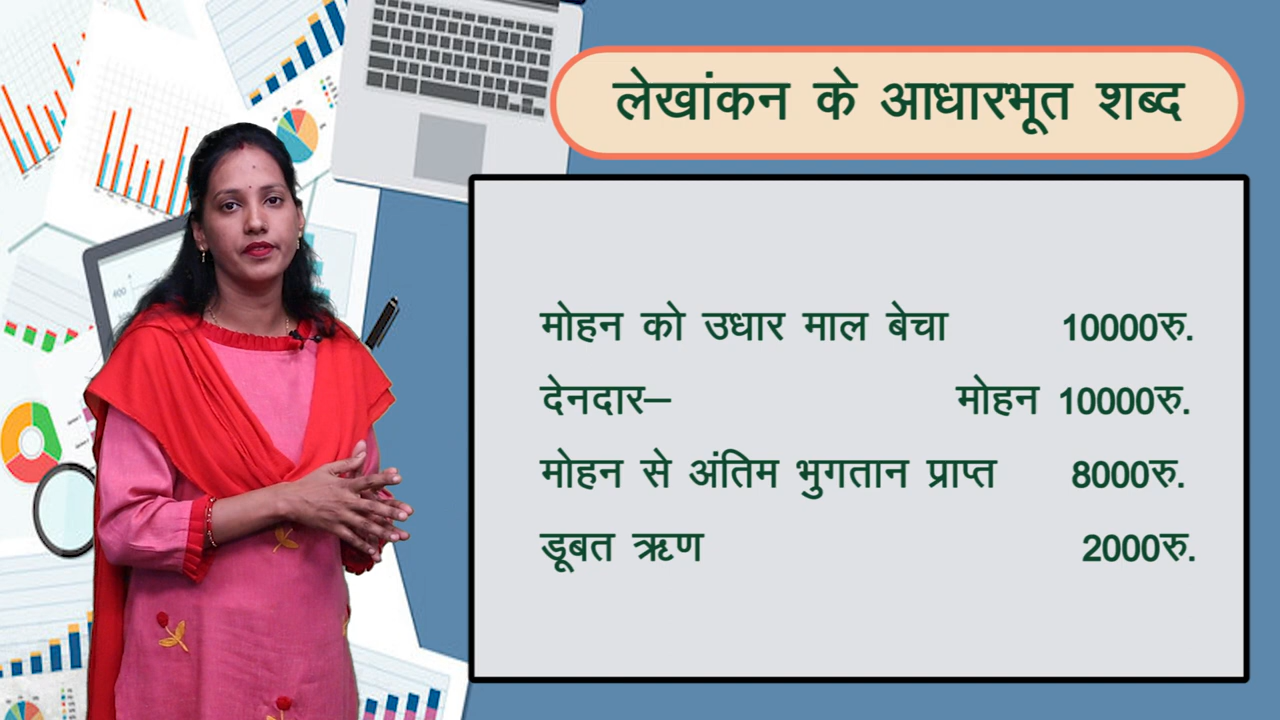 लेखांकन के आधारभूत शब्द
मोहन को उधार माल बेचा 10000रु.
देनदार– मोहन 10000रु.
मोहन से अंतिम भुगतान प्राप्त 8000रु.
डूबत ऋण 2000रु.